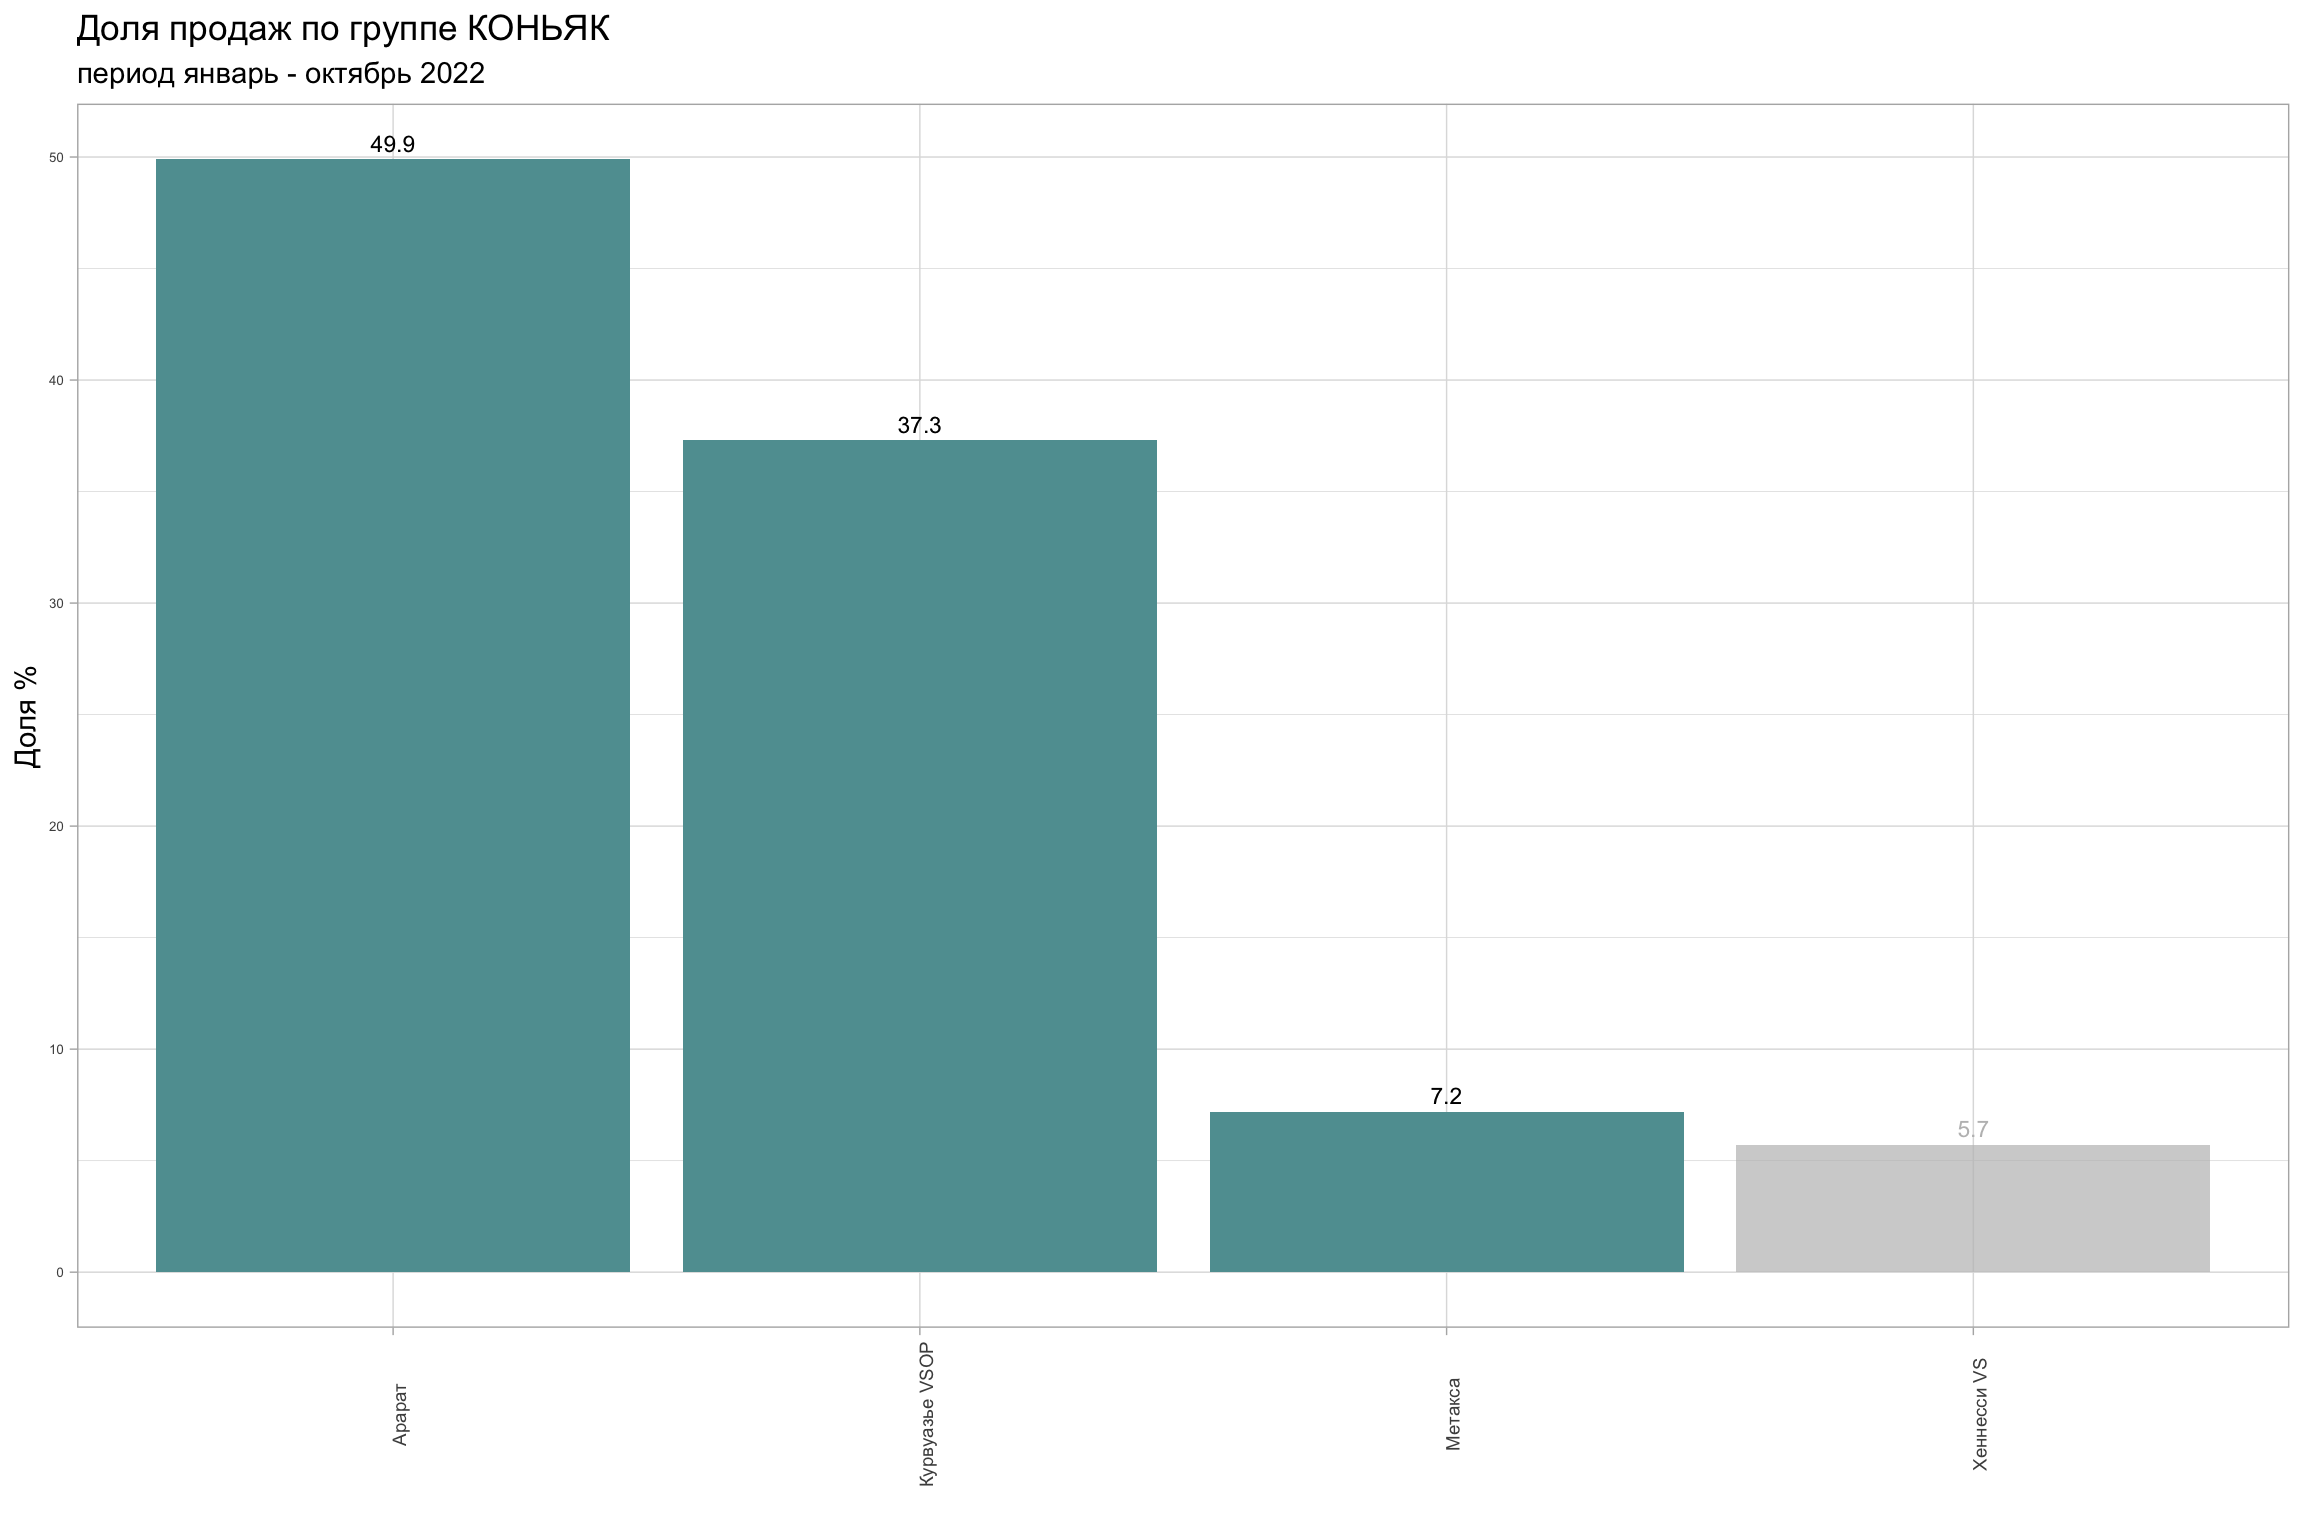 Доля продаж по группе КОНЬЯК
период январь - октябрь 2022
Доля %
50
40
30
20
10
0
49.9
37.3
7.2
5.7
Арарат
Курвуазье VSOP
Метакса
Хеннесси VS